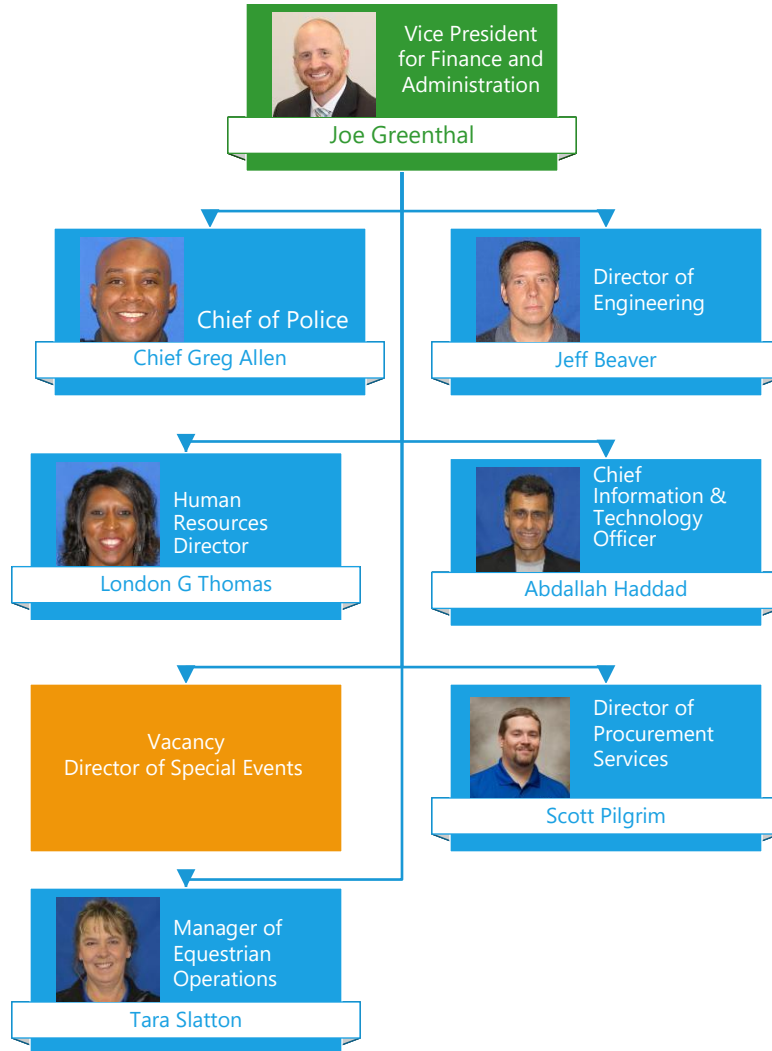 Vice President
for Finance and
Administration
Joe Greenthal
Chief of Police
Chief Greg Allen
Director of
Engineering
Jeff Beaver
Human
Resources
Director
London G Thomas
Chief
Information &
Technology
Officer
Abdallah Haddad
Vacancy
Director of Special Events
Director of
Procurement
Services
Scott Pilgrim
Manager of
Equestrian
Operations
Tara Slatton